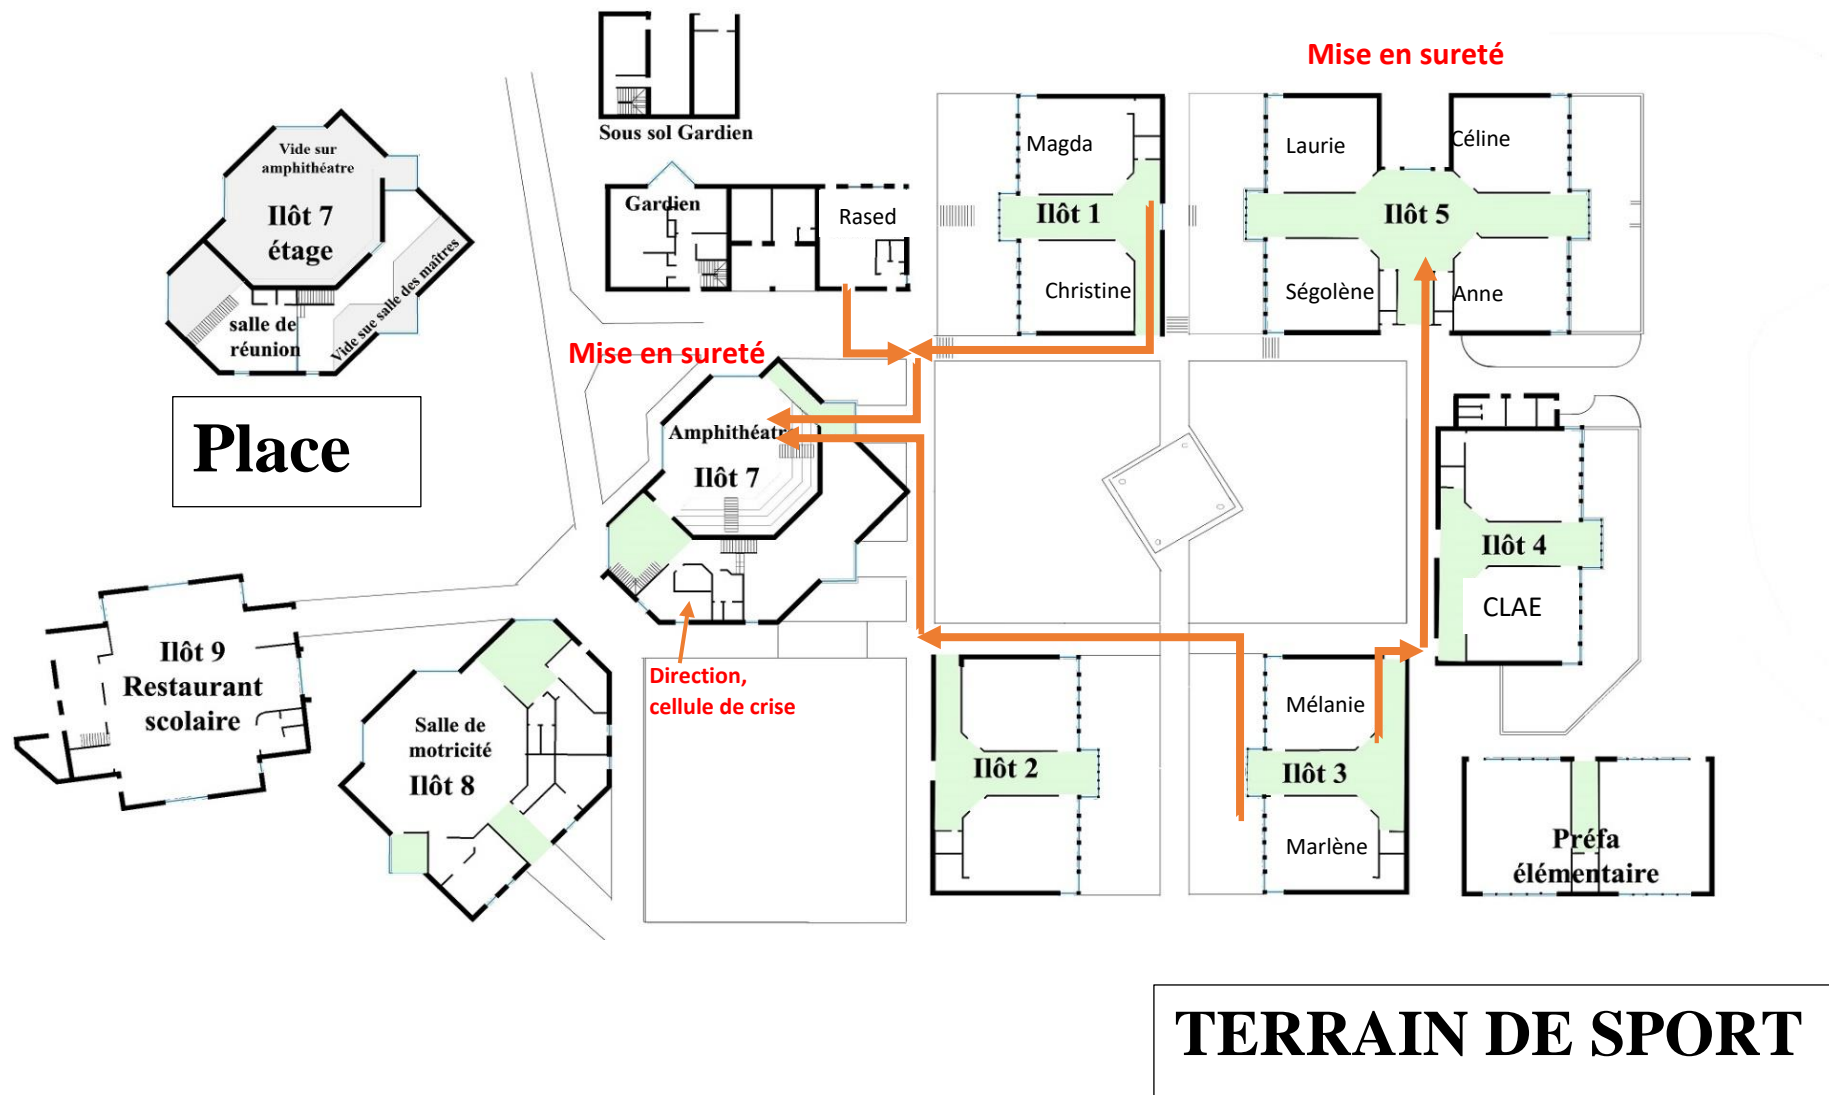 Mise en sureté
Sous sol Gardien
Magda
Laurie
Céline
Vide sur
amphithéatre
Ilôt 7
étage
Gardien
Rased
Ilôt 1
Ilôt 5
Vide sue salle des maîtres
salle de
réunion
Christine
Ségolène
Anne
Mise en sureté
Place
Amphithéatre
Ilôt 7
Ilôt 4
CLAE
Ilôt 9
Restaurant
scolaire
Direction,
cellule de crise
Salle de
motricité
Ilôt 8
Mélanie
Ilôt 2
Ilôt 3
Marlène
Préfa
élémentaire
TERRAIN DE SPORT